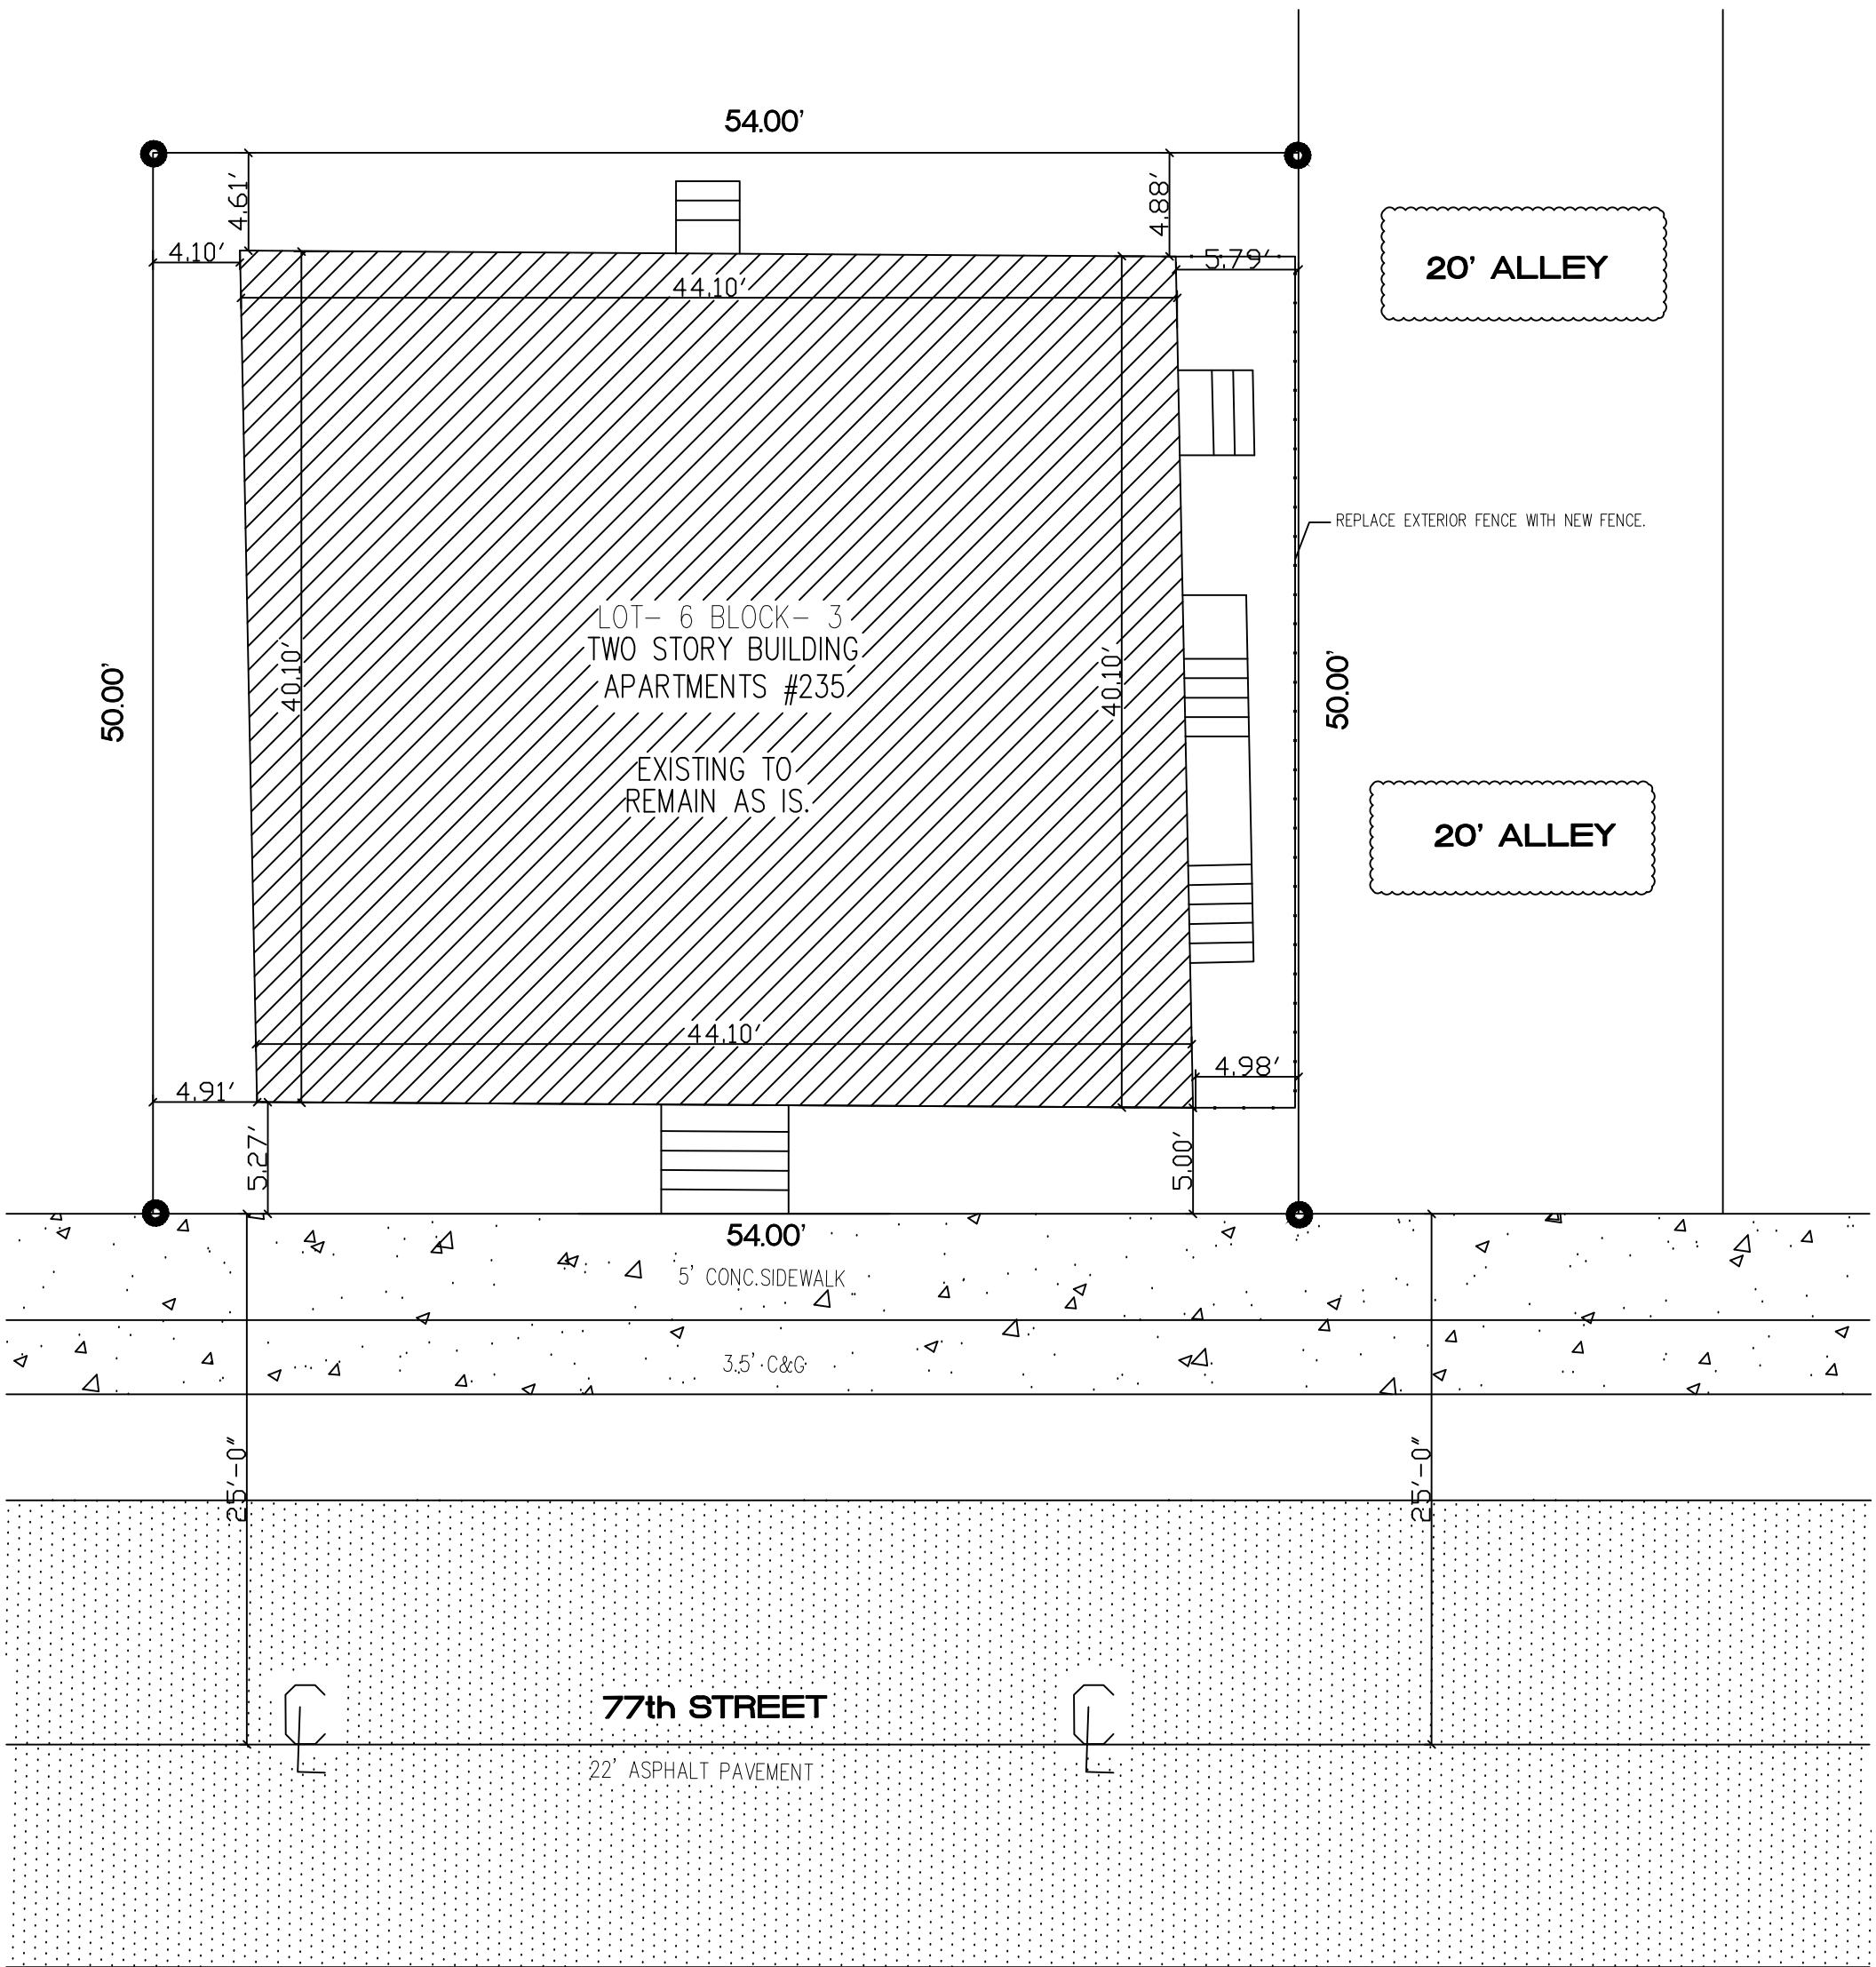 54.00'
4.61'
4.88'
4.10'
5.79'
20' ALLEY
44.10'
REPLACE EXTERIOR FENCE WITH NEW FENCE.
LOT- 6 BLOCK- 3
TWO STORY BUILDING
APARTMENTS #235
50.00'
40.10'
40.10'
50.00'
EXISTING TO
REMAIN AS IS.
20' ALLEY
44.10'
4.98'
4.91'
5.27'
5.00'
54.00'
5' CONC.SIDEWALK
3.5' C&G
25'-0"
25'-0"
77th STREET
CL
CL
22' ASPHALT PAVEMENT